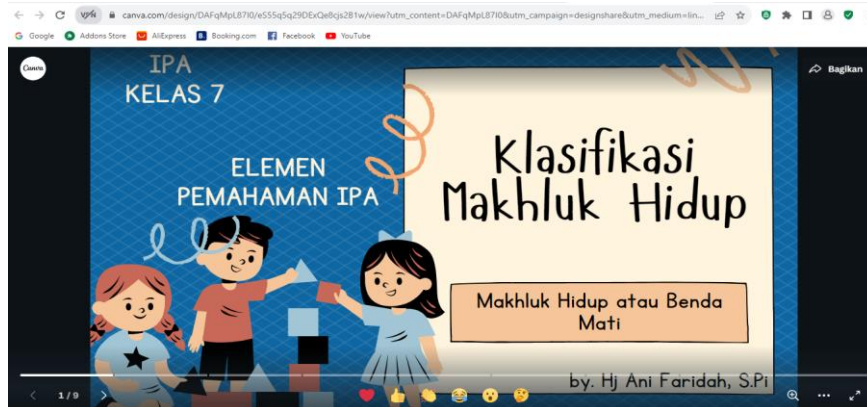 VPN canva.com/design/DAFqMpL87I0/eS55q5q29DExQe8cjs281w/view?utm_content=DAFqMpL87I0&utm_campaign=designshare&utm_medium=lin...
Google Addons Store AliExpress B. Booking.com Facebook YouTube
Canva
Bagikan
IPA
KELAS 7
ELEMEN
PEMAHAMAN IPA
Klasifikasi
Makhluk Hidup
Makhluk Hidup atau Benda
Mati
by. Hj Ani Faridah, S.Pi
1/9